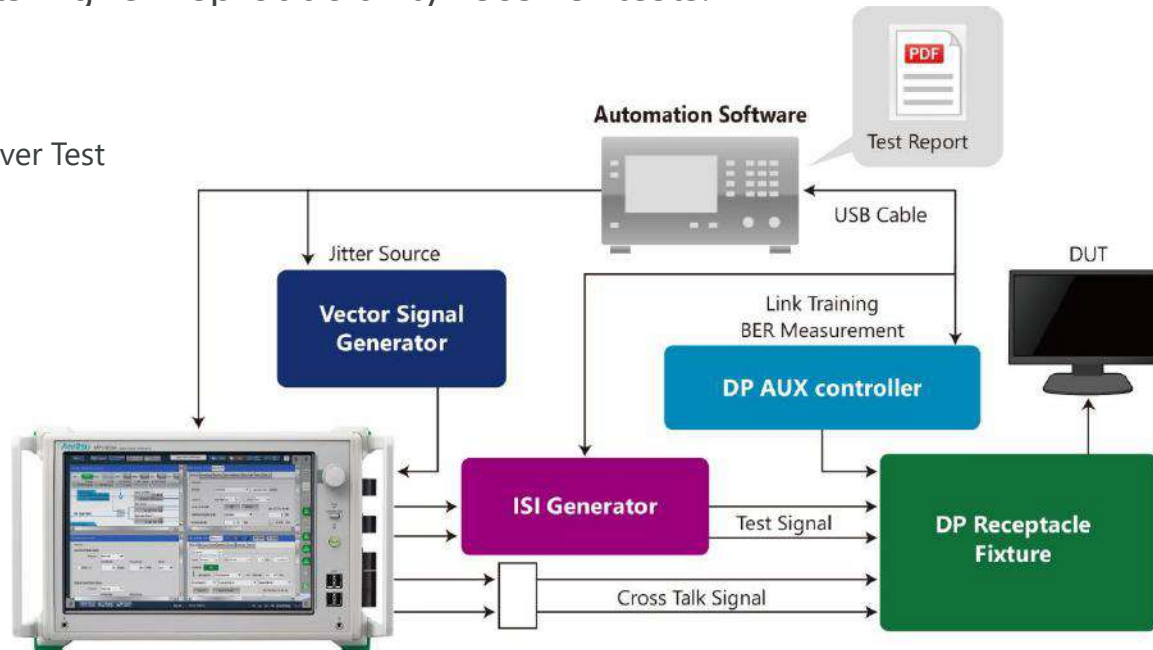 ver Test
Automation Software
PDF
Test Report
USB Cable
Jitter Source
DUT
Vector Signal
Generator
Link Training
BER Measurement
DP AUX controller
Anritsu
ISI Generator
Test Signal
DP Receptacle
Fixture
Cross Talk Signal